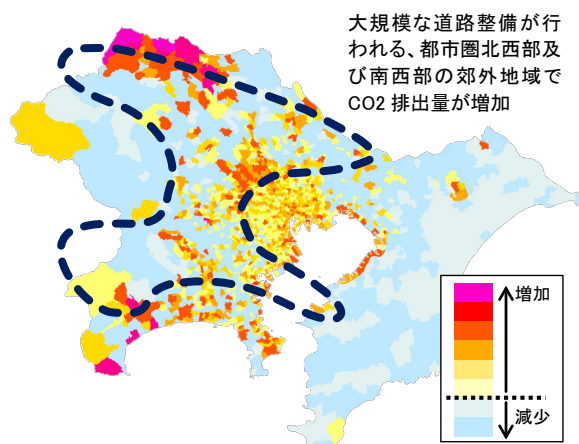 大規模な道路整備が行
われる、都市圏北西部及
び南西部の郊外地域で
CO2 排出量が増加
増加
減少